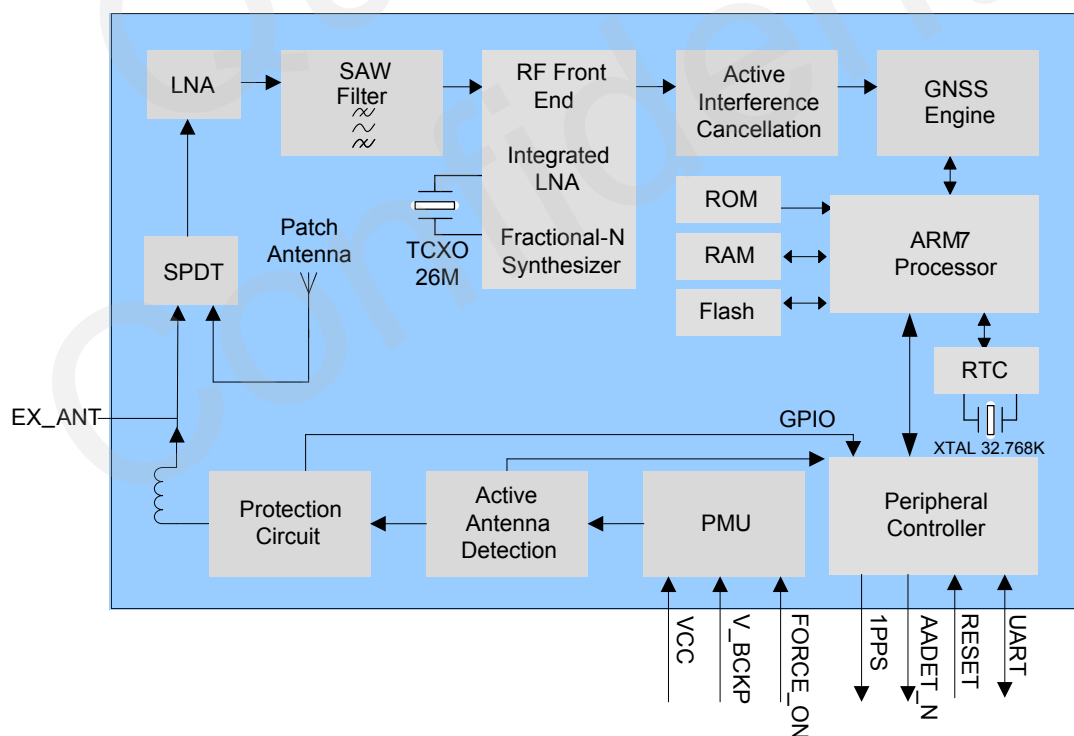 LNA
SAW
Filter
RF Front
End
Integrated
LNA
Fractional-N
Synthesizer
Active
Interference
Cancellation
GNSS
Engine
TCXO
26M
ROM
RAM
Flash
ARM7
Processor
Patch
Antenna
SPDT
RTC
XTAL 32.768K
EX_ANT
GPIO
Protection
Circuit
Active
Antenna
Detection
PMU
Peripheral
Controller
VCC
V_BCKP
FORCE_ON
1PPS
AADET_N
RESET
UART
Confidential